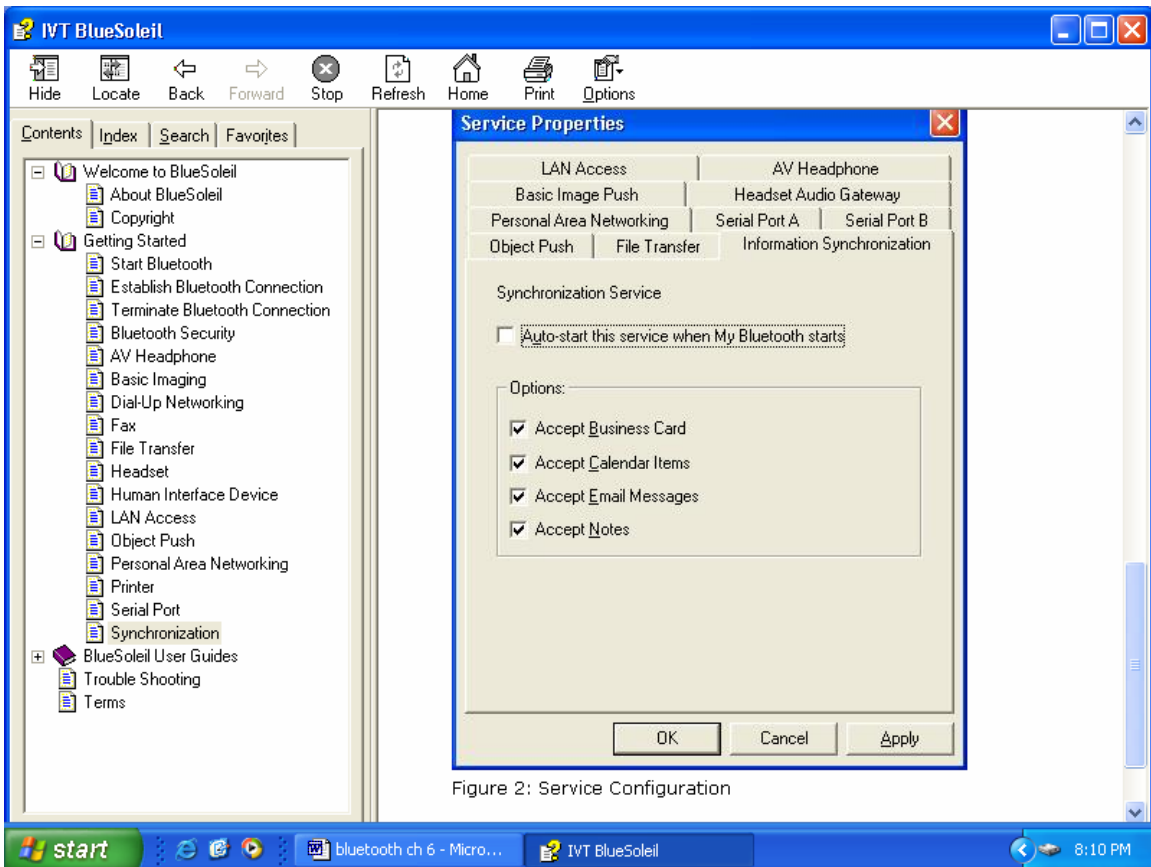 IVT BlueSoleil
Hide Locate Back Forward Stop Refresh Home Print Options
Contents Index Search Favorites
Welcome to BlueSoleil
About BlueSoleil
Copyright
Getting Started
Start Bluetooth
Establish Bluetooth Connection
Terminate Bluetooth Connection
Bluetooth Security
AV Headphone
Basic Imaging
Dial-Up Networking
Fax
File Transfer
Headset
Human Interface Device
LAN Access
Object Push
Personal Area Networking
Printer
Serial Port
Synchronization
BlueSoleil User Guides
Trouble Shooting
Terms
Service Properties
LAN Access AV Headphone
Basic Image Push Headset Audio Gateway
Personal Area Networking Serial Port A Serial Port B
Object Push File Transfer Information Synchronization
Synchronization Service
Auto-start this service when My Bluetooth starts
Options:
Accept Business Card
Accept Calendar Items
Accept Email Messages
Accept Notes
OK Cancel Apply
Figure 2: Service Configuration
start bluetooth ch 6 - Micro... IVT BlueSoleil 8:10 PM